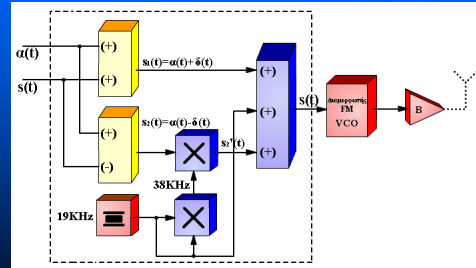 α(t)
s(t)
(+)
(+)
s₁(t)=α(t)+δ(t)
(+)
(-)
s₂(t)=α(t)-δ(t)
s₂'(t)
38KHz
19KHz
(+)
(+)
(+)
s(t)
Διαμορφωτής
FM
VCO
B